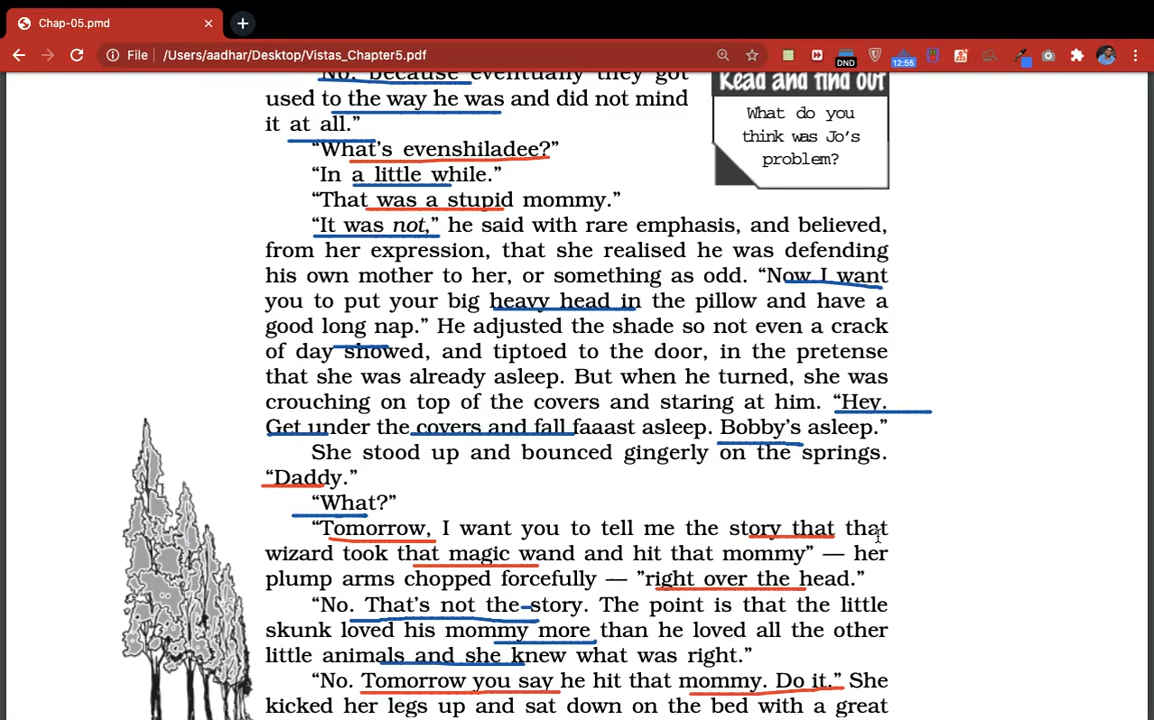 Chap-05.pmd
File
/Users/aadhar/Desktop/Vistas_Chapter5.pdf
DND
12:55
"No, because eventually they got
used to the way he was and did not mind
it at all."
Read and find out
What do you
think was Jo's
problem?
"What's evenshiladee?"
"In a little while."
"That was a stupid mommy."
"It was not," he said with rare emphasis, and believed,
from her expression, that she realised he was defending
his own mother to her, or something as odd. "Now I want
you to put your big heavy head in the pillow and have a
good long nap." He adjusted the shade so not even a crack
of day showed, and tiptoed to the door, in the pretense
that she was already asleep. But when he turned, she was
crouching on top of the covers and staring at him. "Hey.
Get under the covers and fall faaast asleep. Bobby's asleep."
She stood up and bounced gingerly on the springs.
"Daddy."
"What?"
"Tomorrow, I want you to tell me the story that that
wizard took that magic wand and hit that mommy" — her
plump arms chopped forcefully — "right over the head."
"No. That's not the story. The point is that the little
skunk loved his mommy more than he loved all the other
little animals and she knew what was right."
"No. Tomorrow you say he hit that mommy. Do it." She
kicked her legs up and sat down on the bed with a great